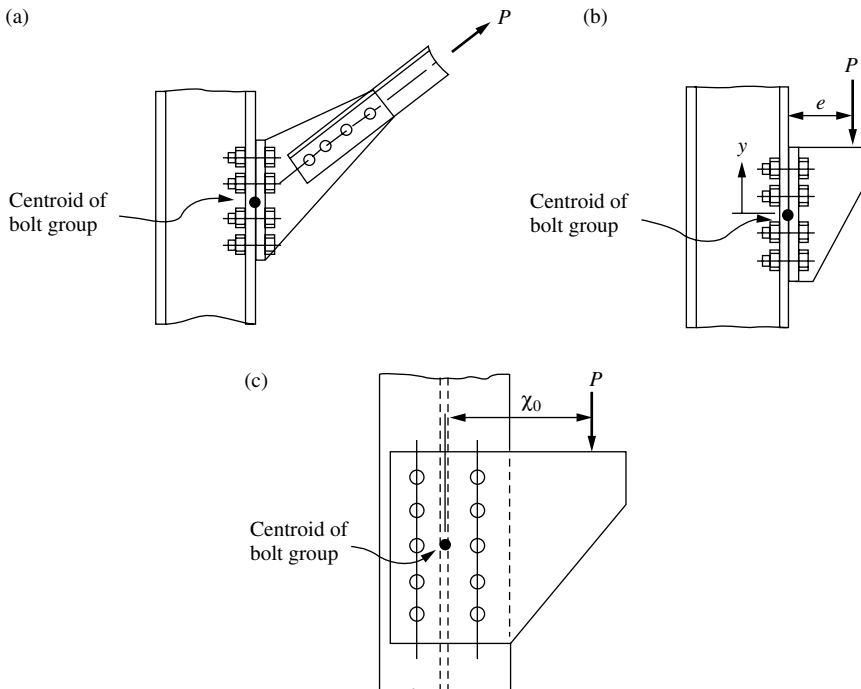 (a)
P
Centroid of
bolt group
(b)
P
e
y
Centroid of
bolt group
(c)
P
χ₀
Centroid of
bolt group